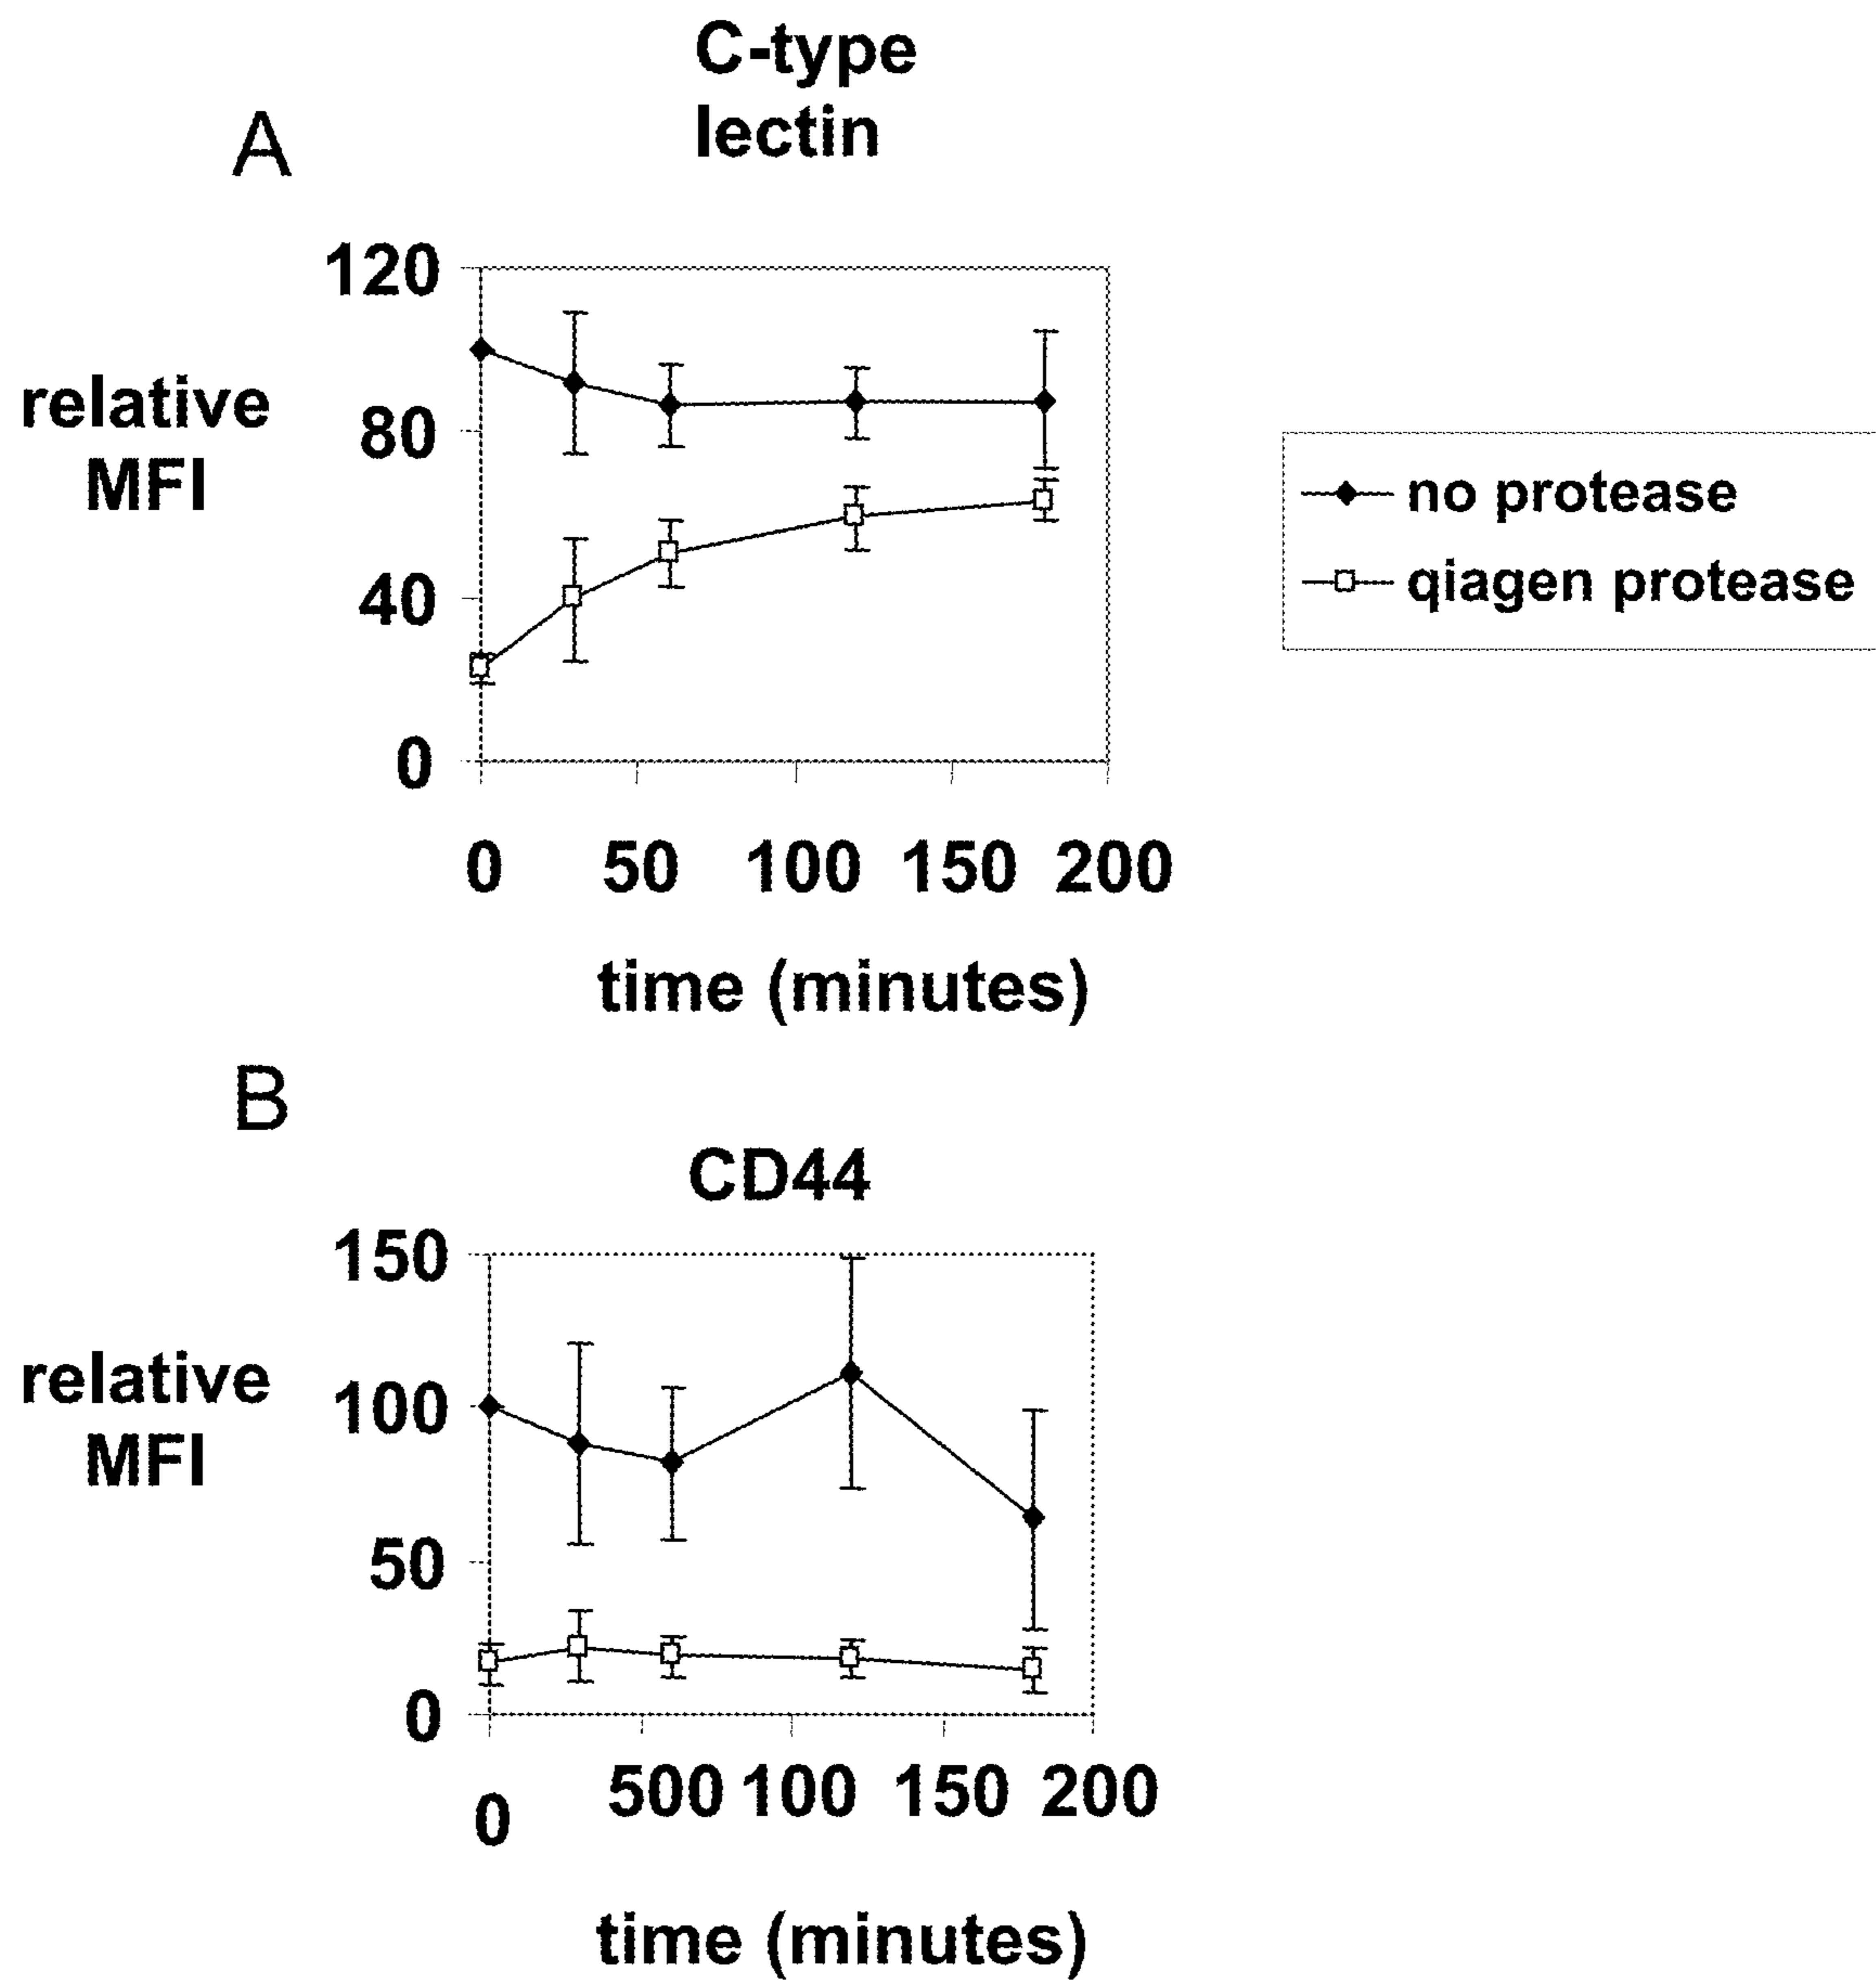 C-type
lectin
A
120
80
40
0
relative
MFI
0 50 100 150 200
time (minutes)
no protease
qiagen protease
B
CD44
150
100
50
0
relative
MFI
0 500 100 150 200
time (minutes)